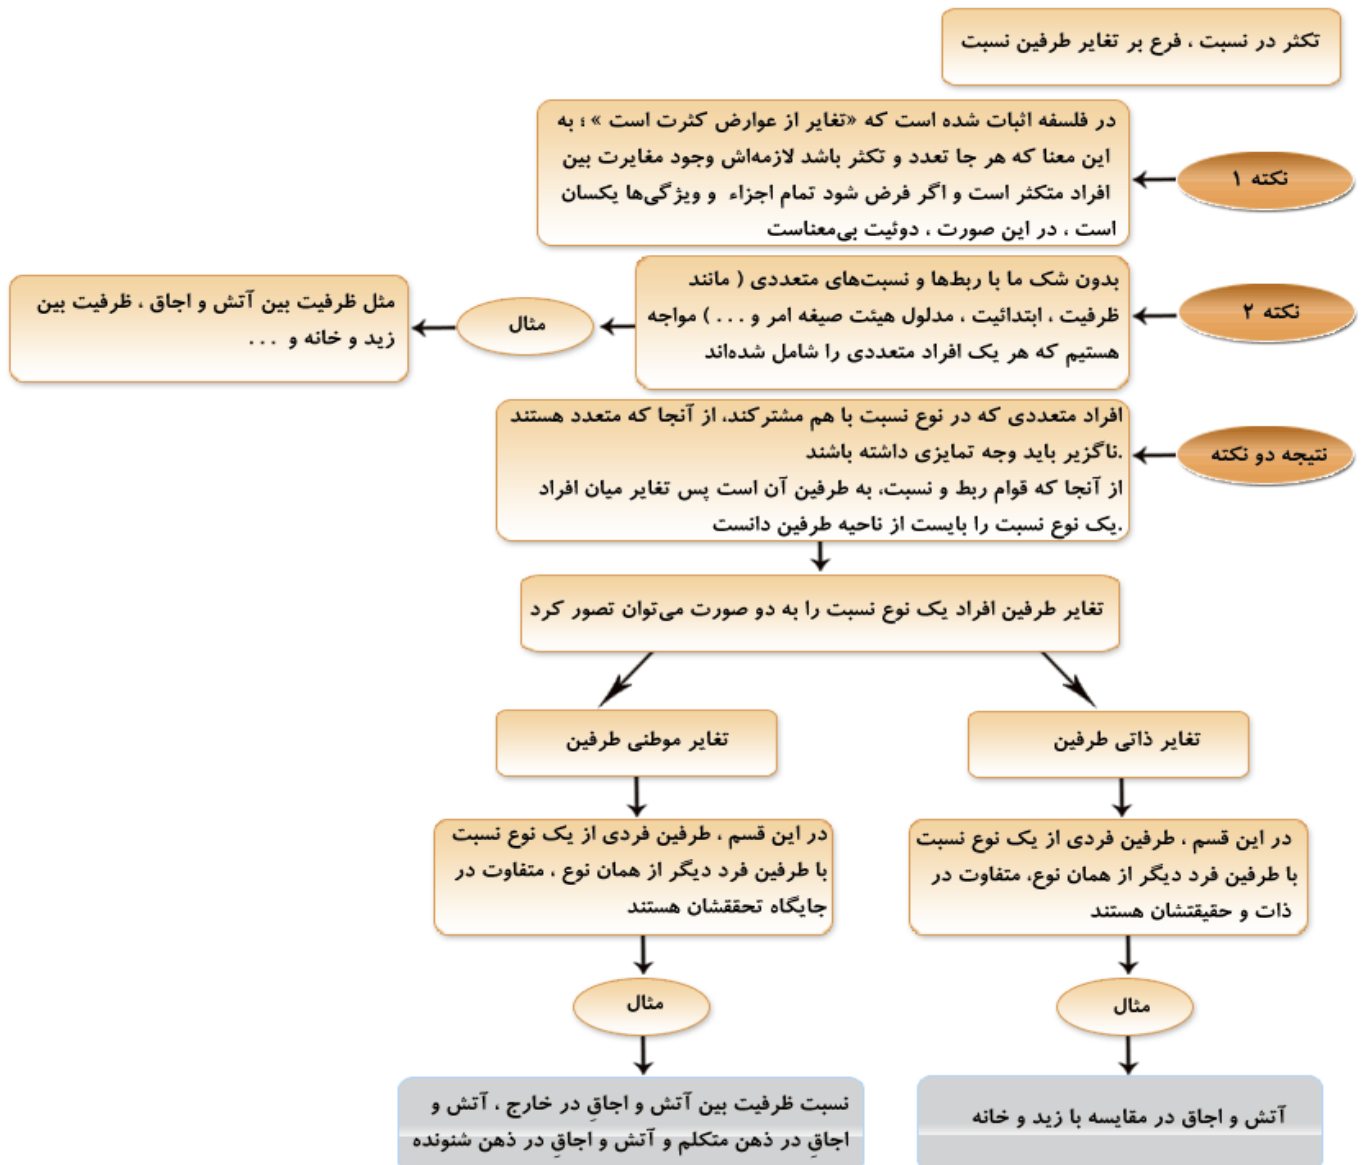 تکثر در نسبت ، فرع بر تغایر طرفین نسبت
نکته ۱
در فلسفه اثبات شده است که «تغایر از عوارض کثرت است » ؛ به
این معنا که هر جا تعدد و تکثر باشد لازمه‌اش وجود مغایرت بین
افراد متکثر است و اگر فرض شود تمام اجزاء و ویژگی‌ها یکسان
است ، در این صورت ، دوئیت بی‌معناست
نکته ۲
بدون شک ما با ربط‌ها و نسبت‌های متعددی ( مانند
ظرفیت ، ابتدائیت ، مدلول هیئت صیغه امر و . . . ) مواجه
هستیم که هر یک افراد متعددی را شامل شده‌اند
مثال
مثل ظرفیت بین آتش و اجاق ، ظرفیت بین
زید و خانه و . . .
نتیجه دو نکته
افراد متعددی که در نوع نسبت با هم مشترکند، از آنجا که متعدد هستند
.ناگزیر باید وجه تمایزی داشته باشند
از آنجا که قوام ربط و نسبت، به طرفین آن است پس تغایر میان افراد
.یک نوع نسبت را بایست از ناحیه طرفین دانست
تغایر طرفین افراد یک نوع نسبت را به دو صورت می‌توان تصور کرد
تغایر ذاتی طرفین
در این قسم ، طرفین فردی از یک نوع نسبت
با طرفین فرد دیگر از همان نوع، متفاوت در
ذات و حقیقتشان هستند
مثال
آتش و اجاق در مقایسه با زید و خانه
تغایر موطنی طرفین
در این قسم ، طرفین فردی از یک نوع نسبت
با طرفین فرد دیگر از همان نوع ، متفاوت در
جایگاه تحققشان هستند
مثال
نسبت ظرفیت بین آتش و اجاقِ در خارج ، آتش و
اجاقِ در ذهن متکلم و آتش و اجاقِ در ذهن شنونده